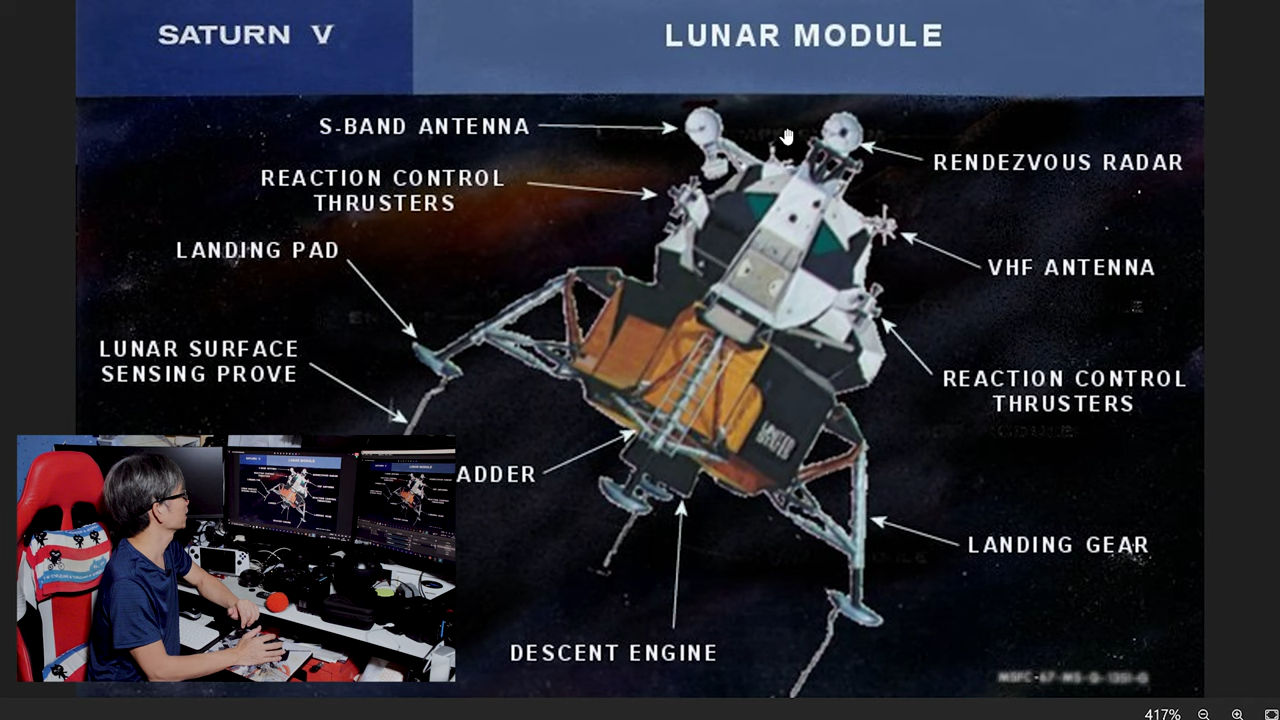 SATURN V
LUNAR MODULE
S-BAND ANTENNA
RENDEZVOUS RADAR
REACTION CONTROL
THRUSTERS
LANDING PAD
VHF ANTENNA
LUNAR SURFACE
SENSING PROVE
REACTION CONTROL
THRUSTERS
ADDER
LANDING GEAR
DESCENT ENGINE
417%